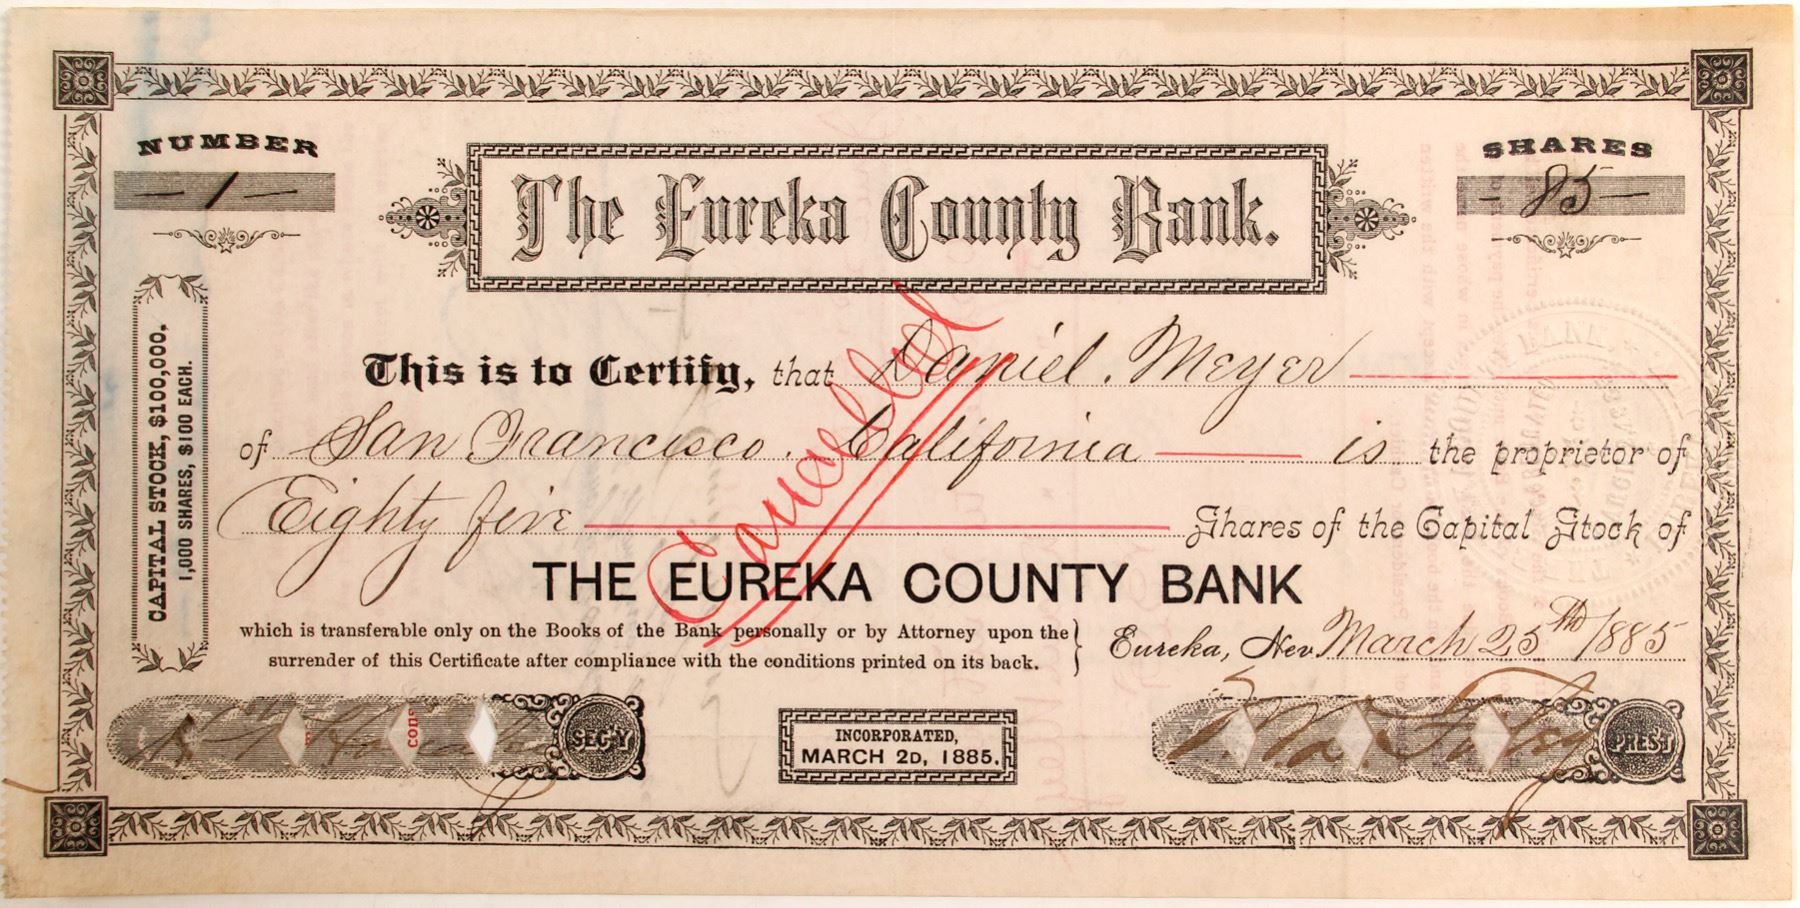 NUMBER
- 1 -
SHARES
- 85 -
The Eureka County Bank.
CAPITAL STOCK, $100,000.
1,000 SHARES, $100 EACH.
Cancelled
This is to Certify, that Daniel. Meyer
of San Francisco. California is the proprietor of
Eighty five Shares of the Capital Stock of
THE EUREKA COUNTY BANK
which is transferable only on the Books of the Bank personally or by Attorney upon the
surrender of this Certificate after compliance with the conditions printed on its back.
Eureka, Nev March 25th 1885
SEC'Y
INCORPORATED,
MARCH 2D, 1885.
PRES'T